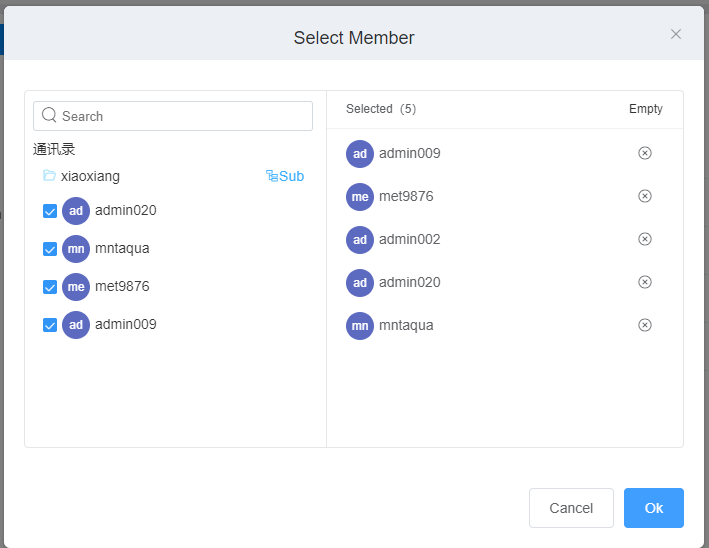 Select Member
Search
通讯录
xiaoxiang Sub
ad admin020
mn mntaqua
me met9876
ad admin009
Selected (5) Empty
ad admin009
me met9876
ad admin002
ad admin020
mn mntaqua
Cancel Ok